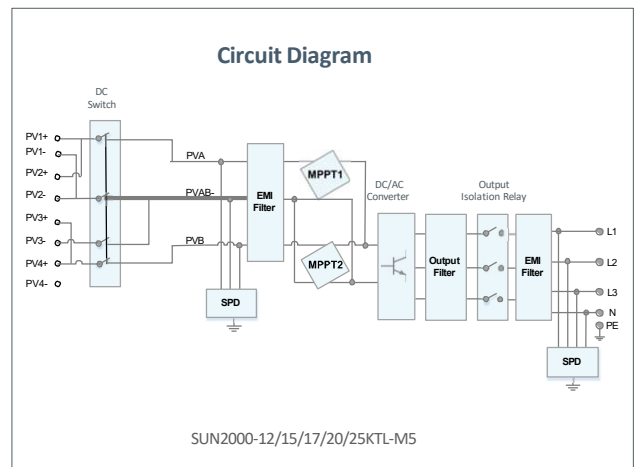 Circuit Diagram
DC
Switch
PV1+
PV1-
PV2+
PV2-
PV3+
PV3-
PV4+
PV4-
PVA
PVAB-
PVB
EMI
Filter
SPD
MPPT1
MPPT2
DC/AC
Converter
Output
Filter
Output
Isolation Relay
EMI
Filter
L1
L2
L3
N
PE
SPD
SUN2000-12/15/17/20/25KTL-M5